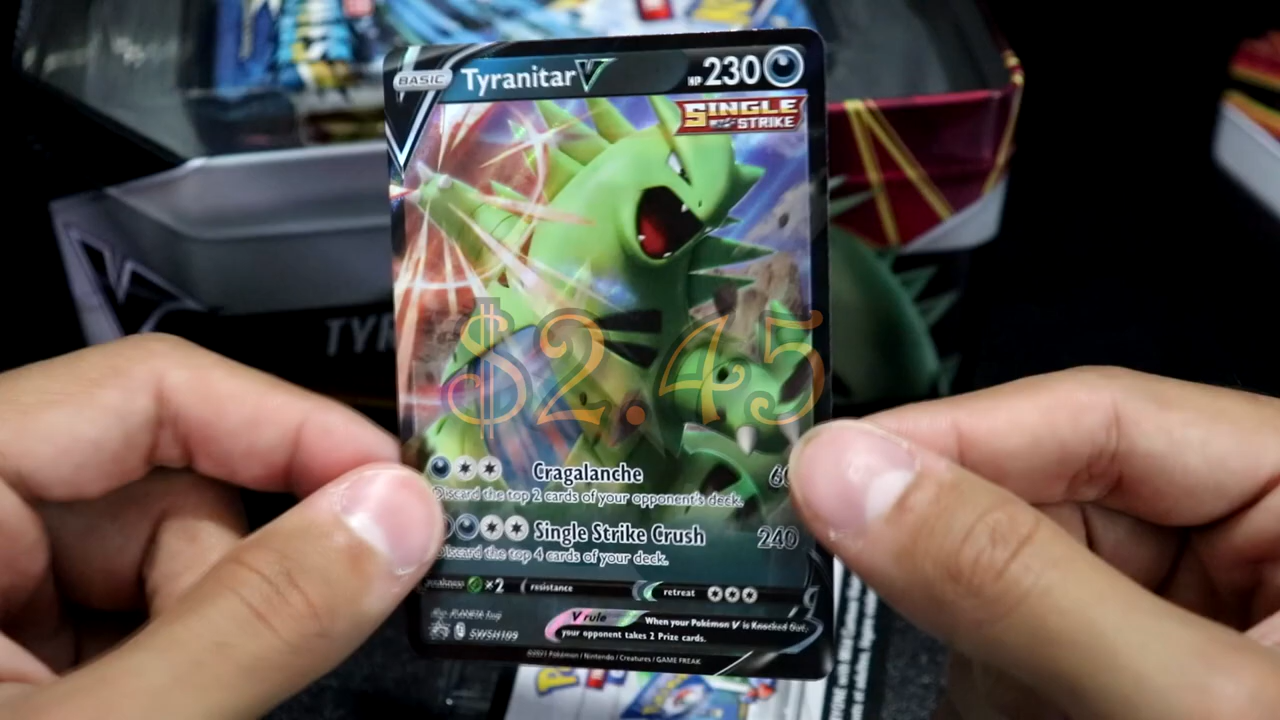 BASIC Tyranitar V HP 230
SINGLE STRIKE
TYR
$2.45
Cragalanche
Discard the top 2 cards of your opponent's deck.
Single Strike Crush 240
Discard the top 4 cards of your deck.
weakness ×2 resistance retreat
SWSH109
V rule When your Pokémon V is Knocked Out,
your opponent takes 2 Prize cards.
©2021 Pokémon / Nintendo / Creatures / GAME FREAK